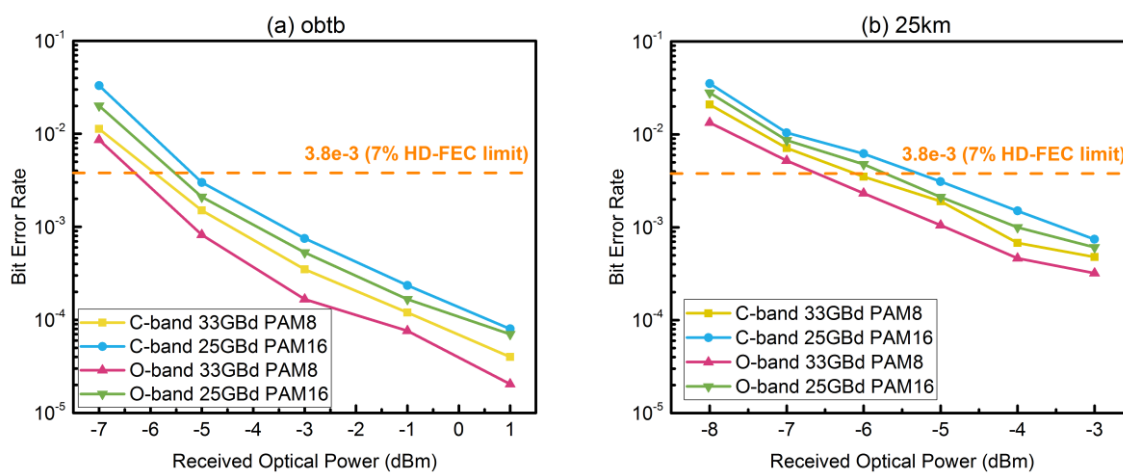 (a) obtb
10^-1
10^-2
10^-3
10^-4
10^-5
Bit Error Rate
3.8e-3 (7% HD-FEC limit)
C-band 33GBd PAM8
C-band 25GBd PAM16
O-band 33GBd PAM8
O-band 25GBd PAM16
-7 -6 -5 -4 -3 -2 -1 0 1
Received Optical Power (dBm)
(b) 25km
10^-1
10^-2
10^-3
10^-4
10^-5
Bit Error Rate
3.8e-3 (7% HD-FEC limit)
C-band 33GBd PAM8
C-band 25GBd PAM16
O-band 33GBd PAM8
O-band 25GBd PAM16
-8 -7 -6 -5 -4 -3
Received Optical Power (dBm)